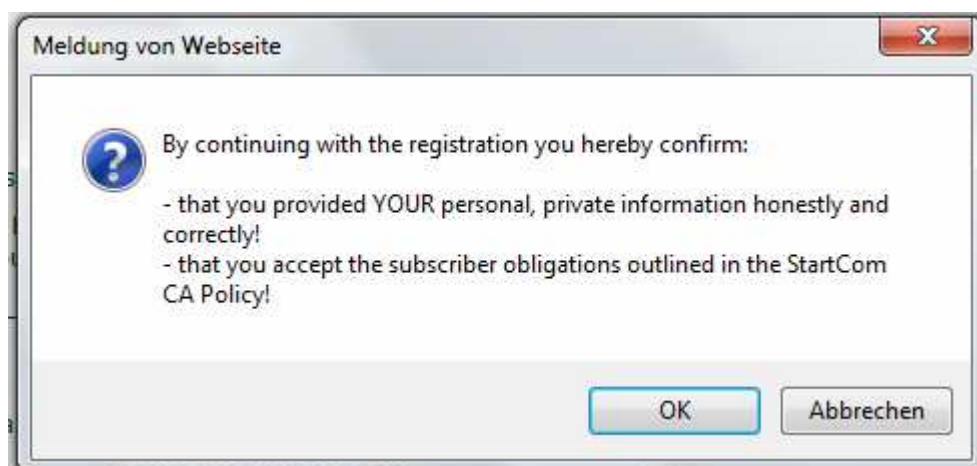 Meldung von Webseite
By continuing with the registration you hereby confirm:
- that you provided YOUR personal, private information honestly and
correctly!
- that you accept the subscriber obligations outlined in the StartCom
CA Policy!
OK
Abbrechen